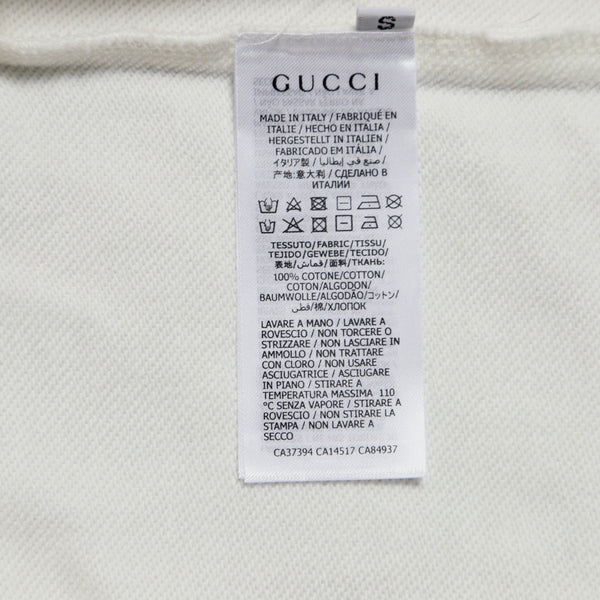 S
GUCCI
MADE IN ITALY / FABRIQUÉ EN
ITALIE / HECHO EN ITALIA /
HERGESTELLT IN ITALIEN /
FABRICADO EM ITÁLIA /
イタリア製 / صنع في إيطاليا /
产地:意大利 / СДЕЛАНО В
ИТАЛИИ
TESSUTO/FABRIC/TISSU/
TEJIDO/GEWEBE/TECIDO/
表地/قماش/面料/ТКАНЬ:
100% COTONE/COTTON/
COTON/ALGODON/
BAUMWOLLE/ALGODÃO/コットン/
قطن/棉/ХЛОПОК
LAVARE A MANO / LAVARE A
ROVESCIO / NON TORCERE O
STRIZZARE / NON LASCIARE IN
AMMOLLO / NON TRATTARE
CON CLORO / NON USARE
ASCIUGATRICE / ASCIUGARE
IN PIANO / STIRARE A
TEMPERATURA MASSIMA 110
°C SENZA VAPORE / STIRARE A
ROVESCIO / NON STIRARE LA
STAMPA / NON LAVARE A
SECCO
CA37394 CA14517 CA84937